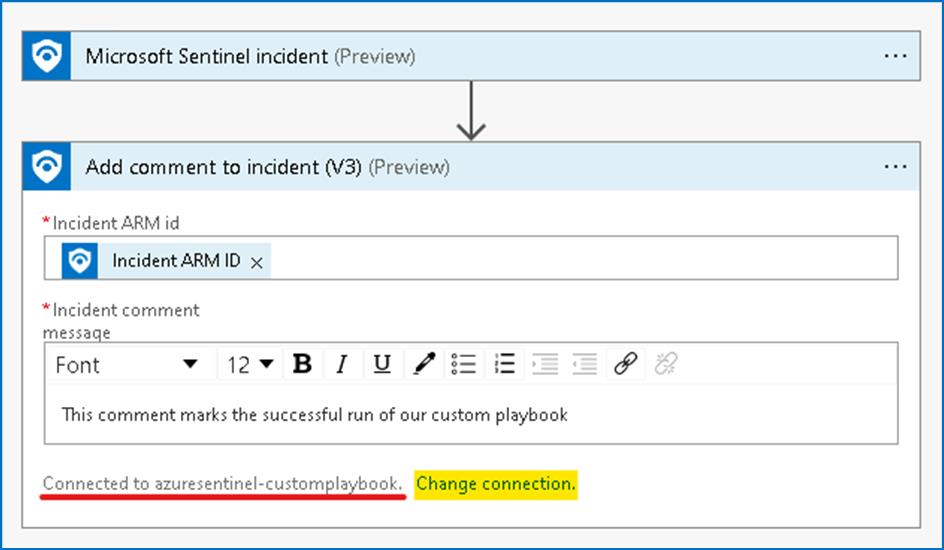 Microsoft Sentinel incident (Preview)
Add comment to incident (V3) (Preview)
*Incident ARM id
Incident ARM ID ×
*Incident comment
message
Font 12 B I U
This comment marks the successful run of our custom playbook
Connected to azuresentinel-customplaybook. Change connection.